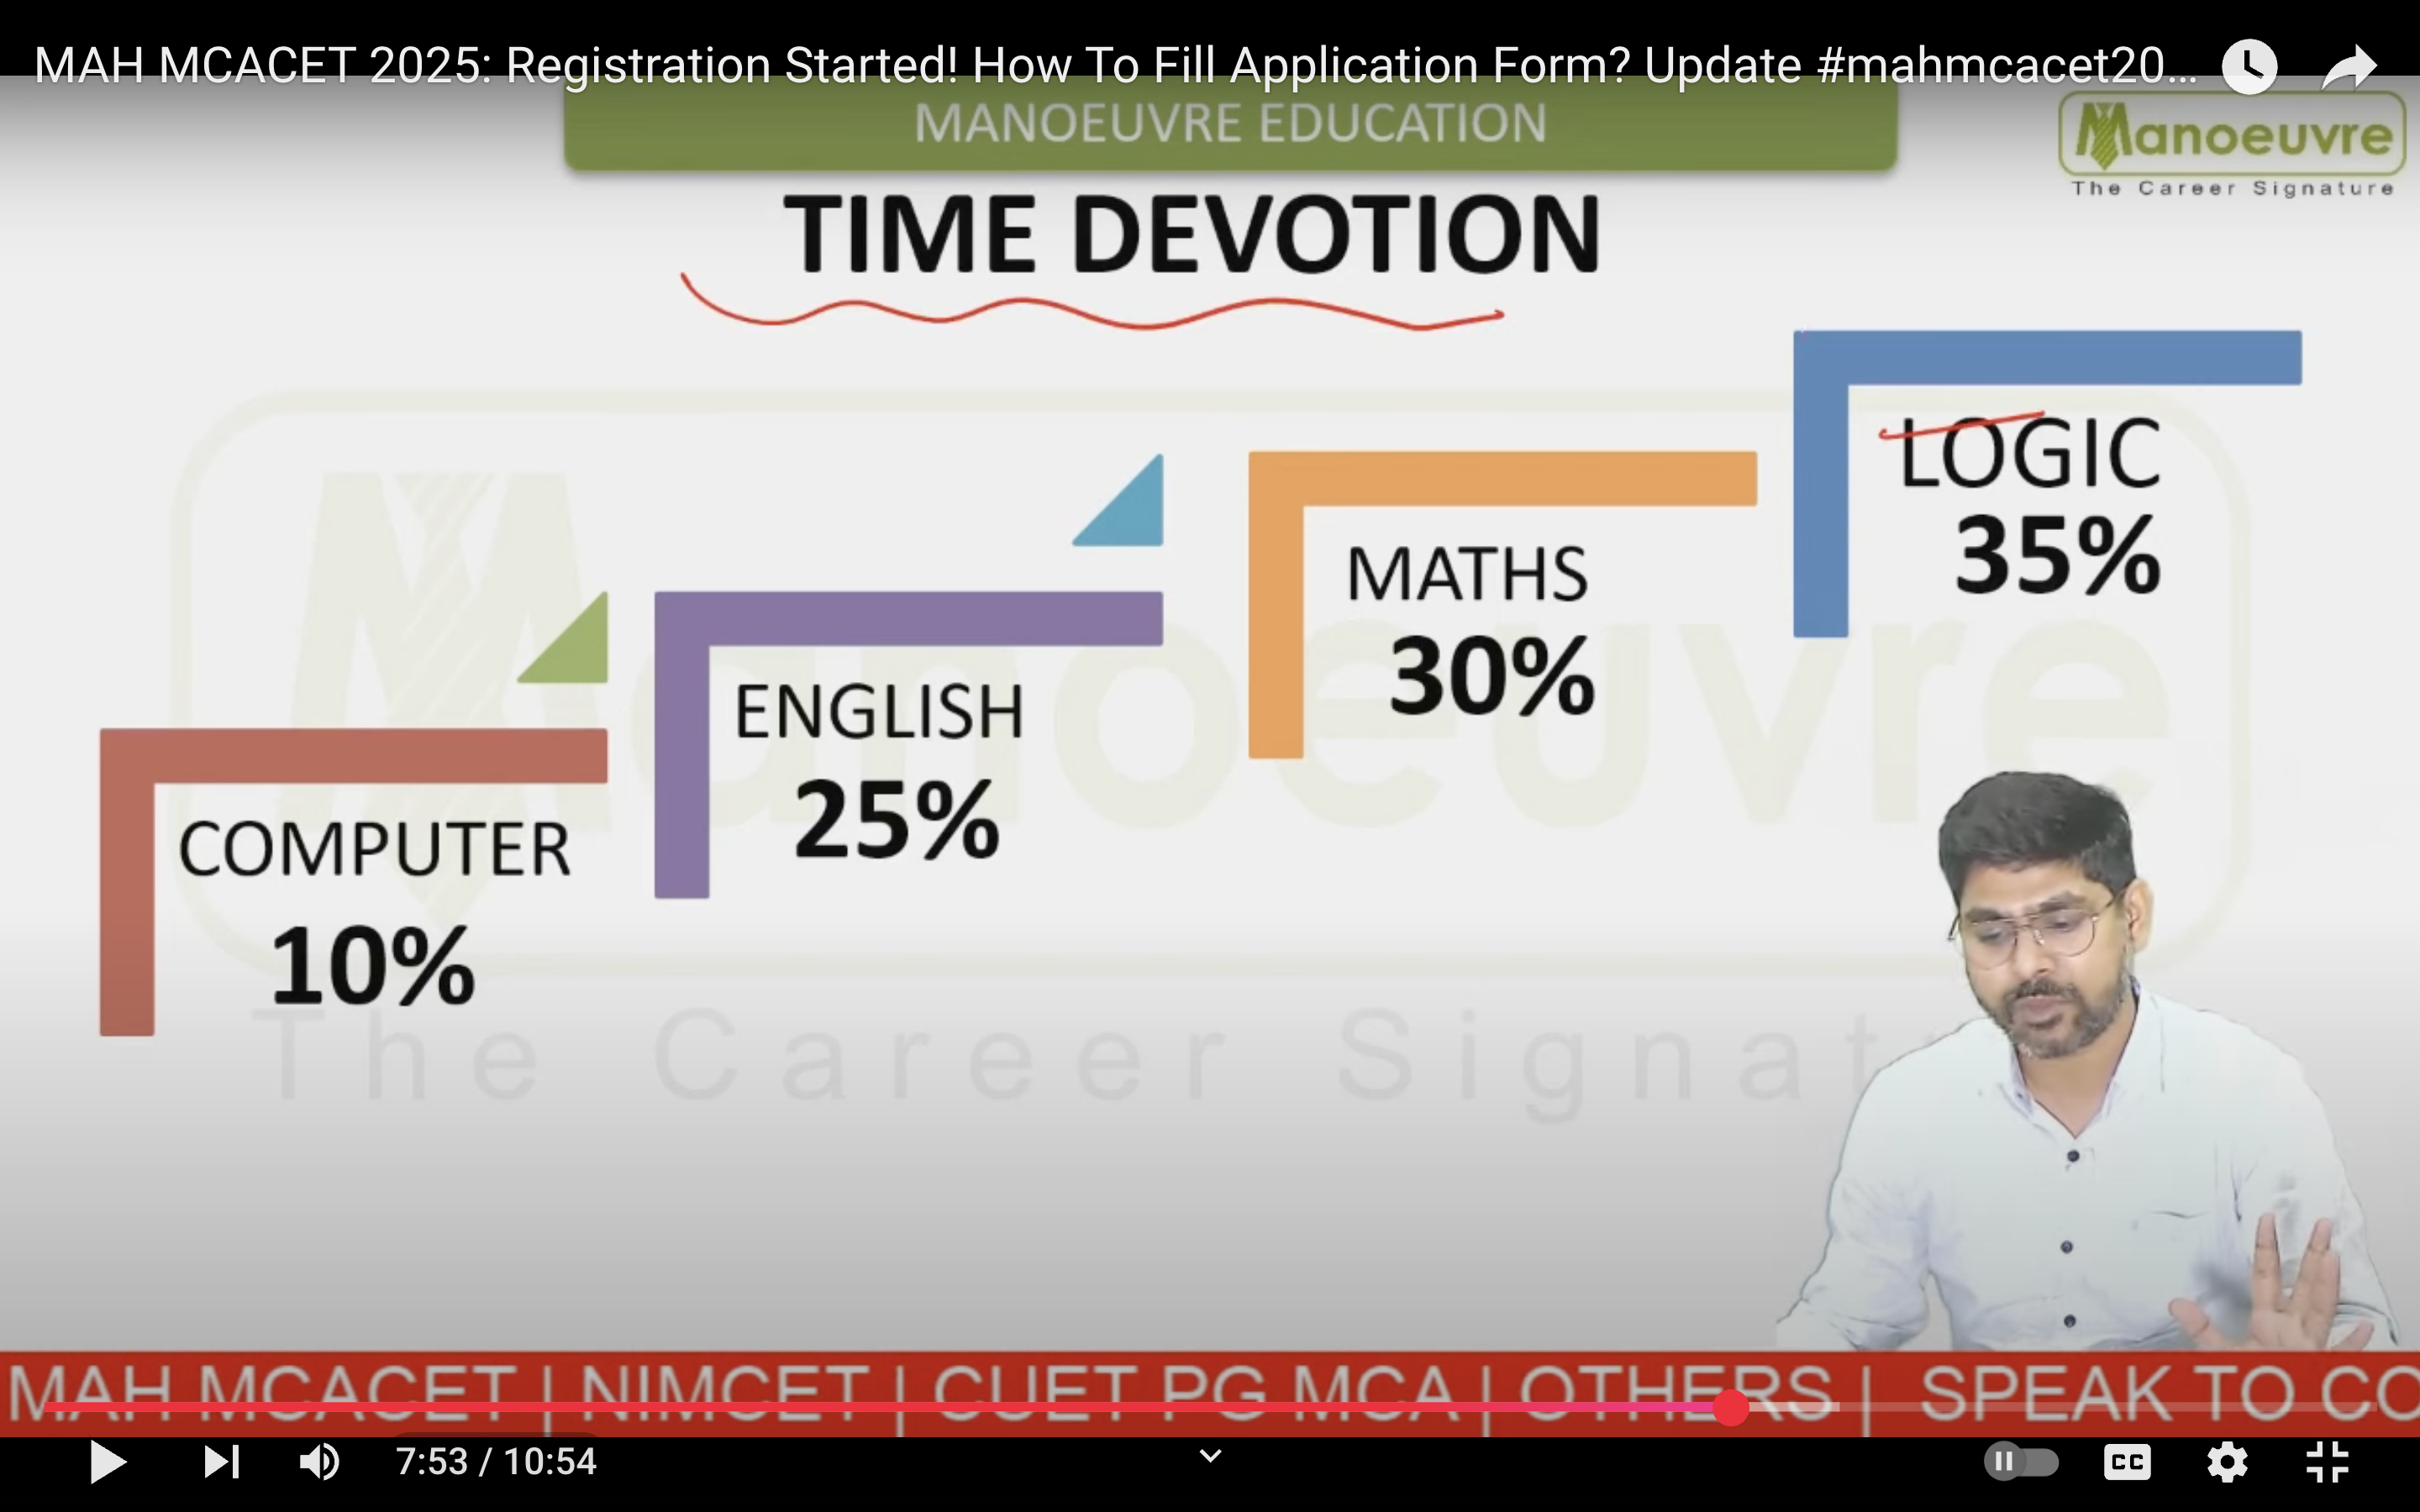 MAH MCACET 2025: Registration Started! How To Fill Application Form? Update #mahmcacet20...
MANOEUVRE EDUCATION
Manoeuvre
The Career Signature
TIME DEVOTION
LOGIC
35%
MATHS
30%
ENGLISH
25%
COMPUTER
10%
Manoeuvre
The Career Signat
MAH MCACET | NIMCET | CUET PG MCA | OTHERS | SPEAK TO CO
7:53 / 10:54
CC